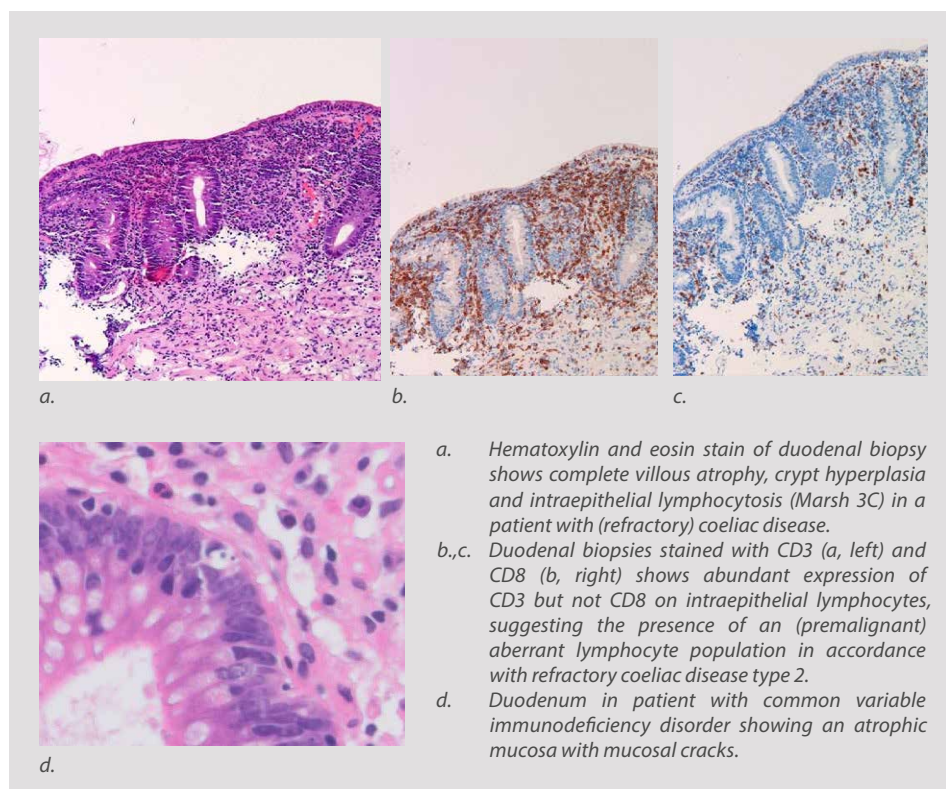 a.
b.
c.
d.
a. Hematoxylin and eosin stain of duodenal biopsy
shows complete villous atrophy, crypt hyperplasia
and intraepithelial lymphocytosis (Marsh 3C) in a
patient with (refractory) coeliac disease.
b.,c. Duodenal biopsies stained with CD3 (a, left) and
CD8 (b, right) shows abundant expression of
CD3 but not CD8 on intraepithelial lymphocytes,
suggesting the presence of an (premalignant)
aberrant lymphocyte population in accordance
with refractory coeliac disease type 2.
d. Duodenum in patient with common variable
immunodeficiency disorder showing an atrophic
mucosa with mucosal cracks.